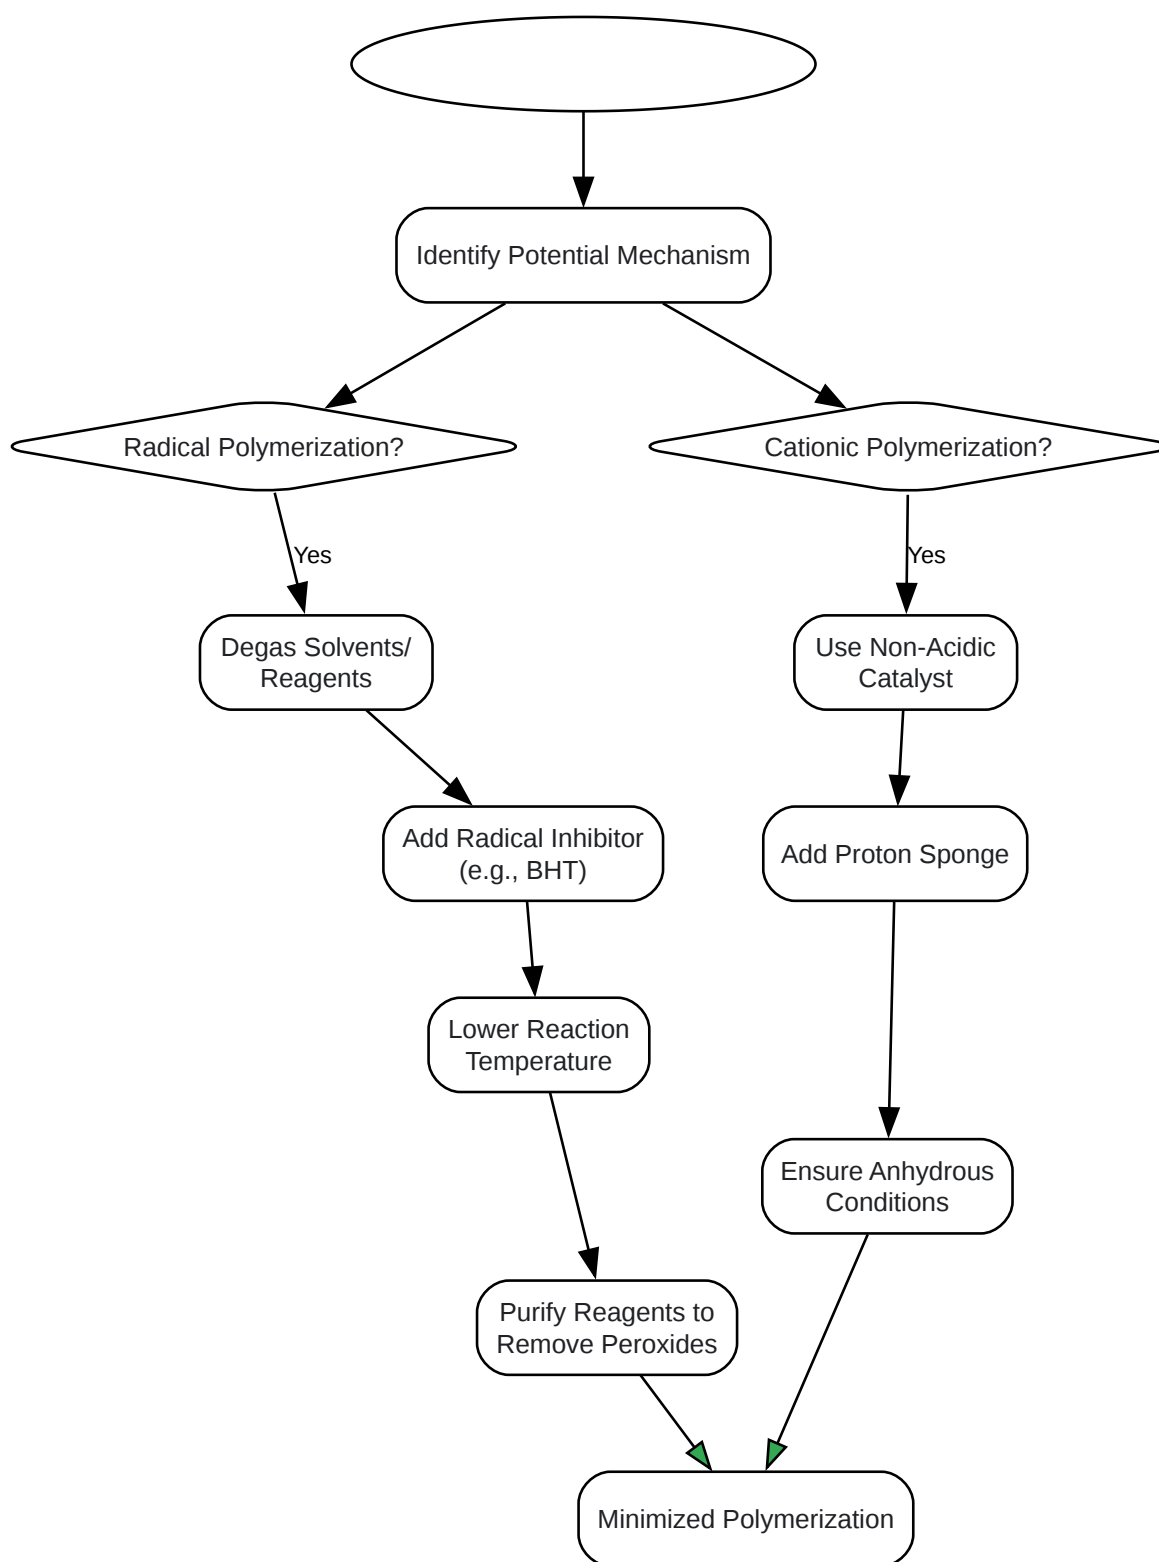 Identify Potential Mechanism
Radical Polymerization?
Cationic Polymerization?
Yes
Yes
Degas Solvents/
Reagents
Use Non-Acidic
Catalyst
Add Radical Inhibitor
(e.g., BHT)
Add Proton Sponge
Lower Reaction
Temperature
Ensure Anhydrous
Conditions
Purify Reagents to
Remove Peroxides
Minimized Polymerization